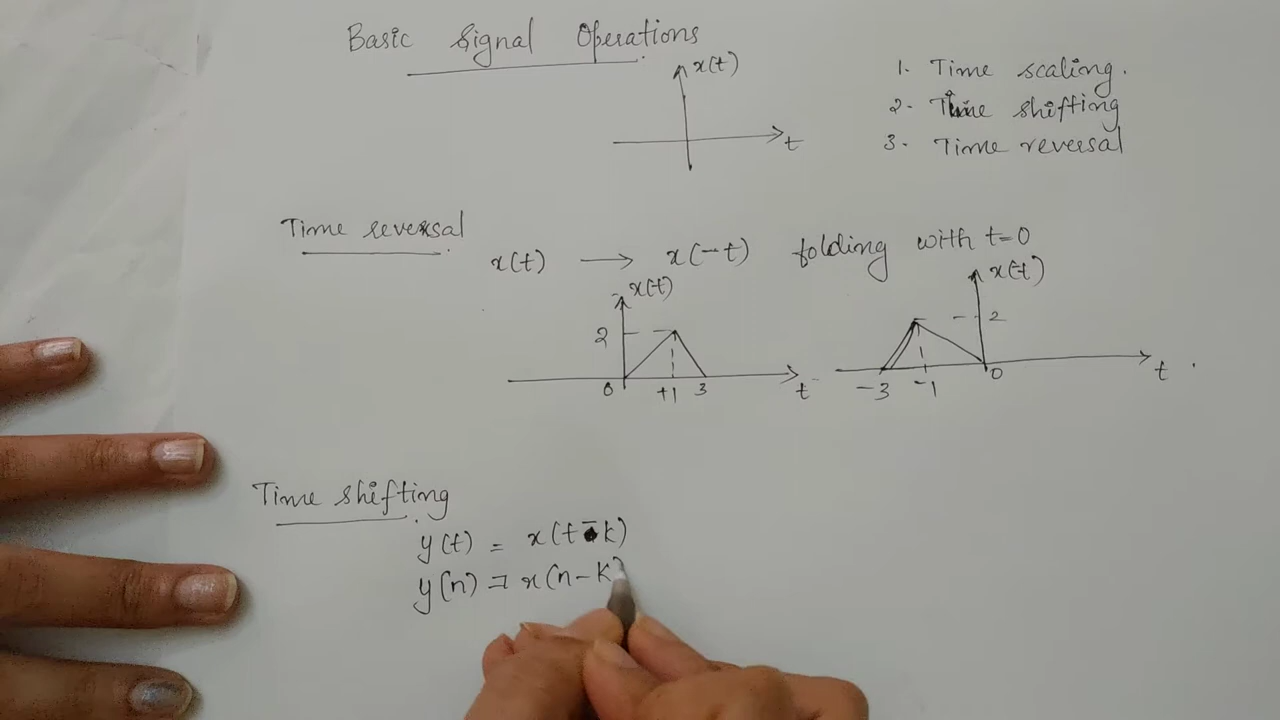 Basic Signal Operations
x(t)
t
1. Time scaling.
2. Time shifting
3. Time reversal
Time reversal
x(t) → x(-t) folding with t=0
x(t)
2
0 +1 3 t
x(t)
2
-3 -1 0 t
Time shifting
y(t) = x(t-k)
y(n) = x(n-k)